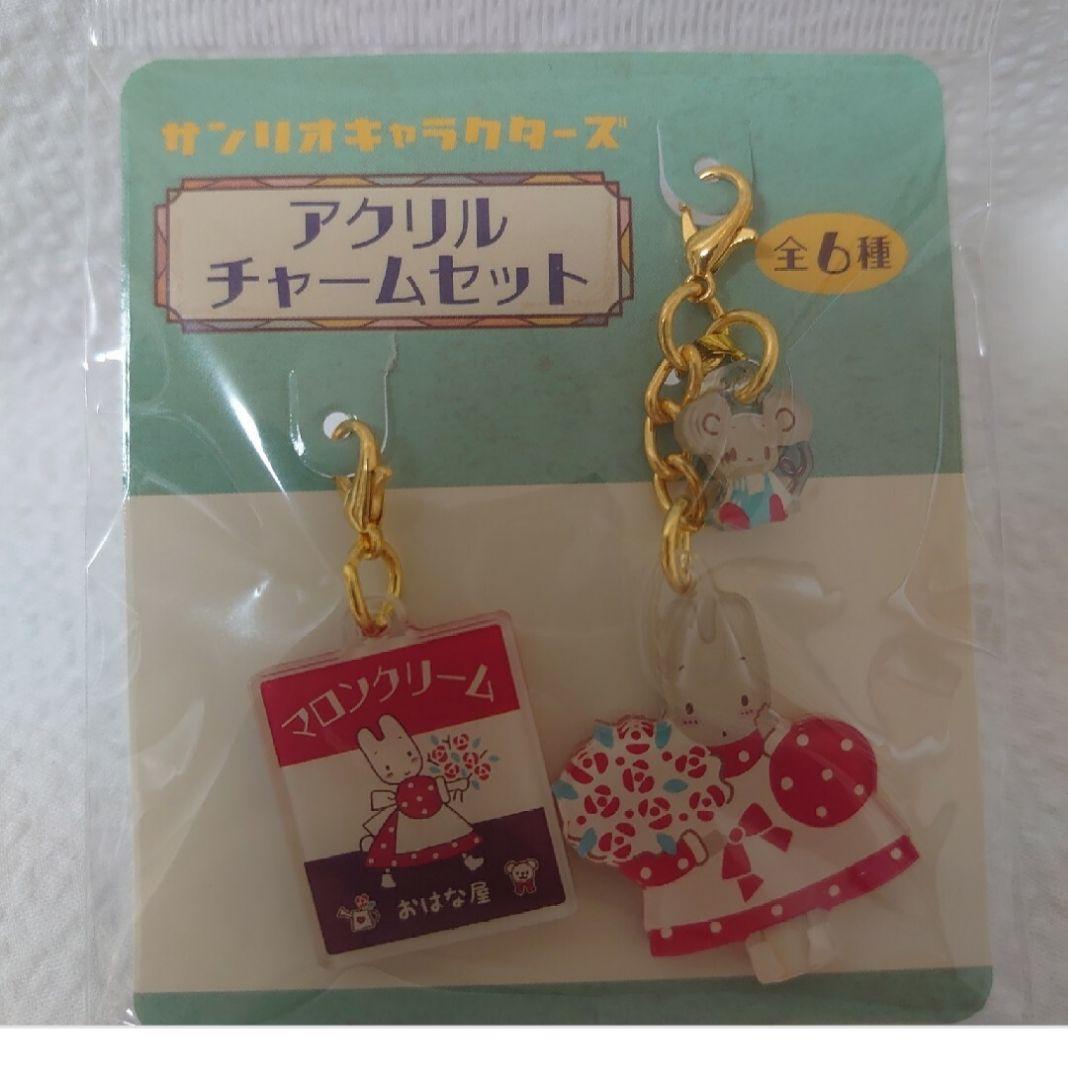 サンリオキャラクターズ
アクリル
チャームセット
全6種
マロンクリーム
おはな屋